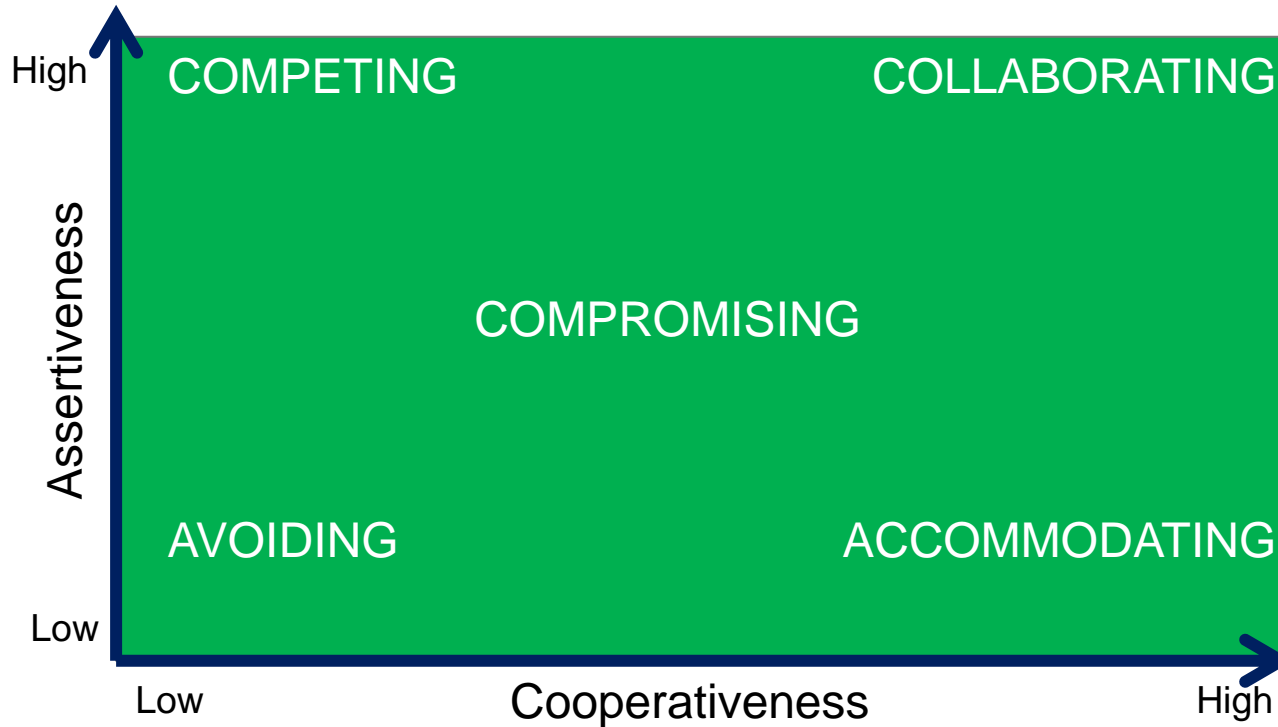 High
COMPETING
COLLABORATING
Assertiveness
COMPROMISING
AVOIDING
ACCOMMODATING
Low
Low
Cooperativeness
High